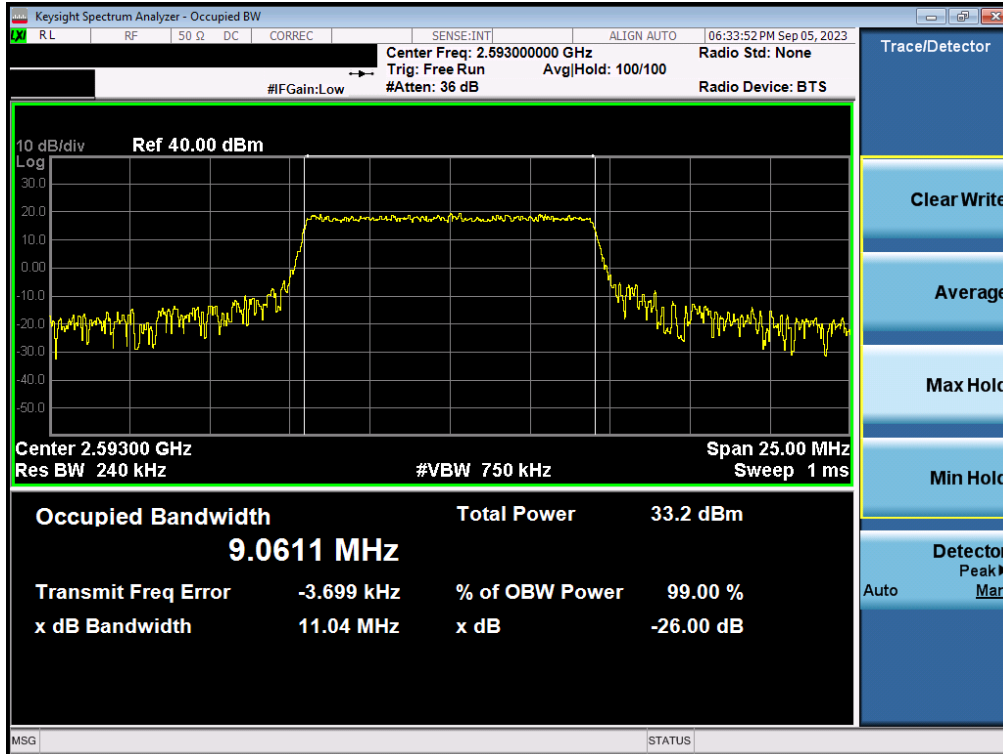 Keysight Spectrum Analyzer - Occupied BW
LXI RL RF 50 Ω DC CORREC SENSE:INT ALIGN AUTO 06:33:52 PM Sep 05, 2023
Center Freq: 2.593000000 GHz Radio Std: None
Trig: Free Run Avg|Hold: 100/100
#IFGain:Low #Atten: 36 dB Radio Device: BTS
Trace/Detector
10 dB/div Ref 40.00 dBm
Log
30.0
20.0
10.0
0.00
-10.0
-20.0
-30.0
-40.0
-50.0
Center 2.59300 GHz Span 25.00 MHz
Res BW 240 kHz #VBW 750 kHz Sweep 1 ms
Occupied Bandwidth Total Power 33.2 dBm
9.0611 MHz
Transmit Freq Error -3.699 kHz % of OBW Power 99.00 %
x dB Bandwidth 11.04 MHz x dB -26.00 dB
Clear Write
Average
Max Hold
Min Hold
Detector
Peak
Auto Man
MSG STATUS